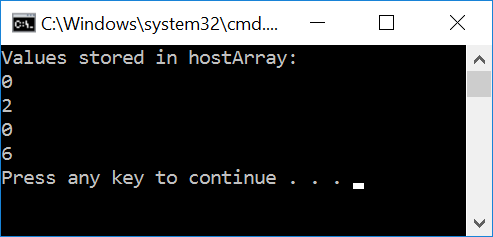 C:\Windows\system32\cmd....
Values stored in hostArray:
0
2
0
6
Press any key to continue . . .